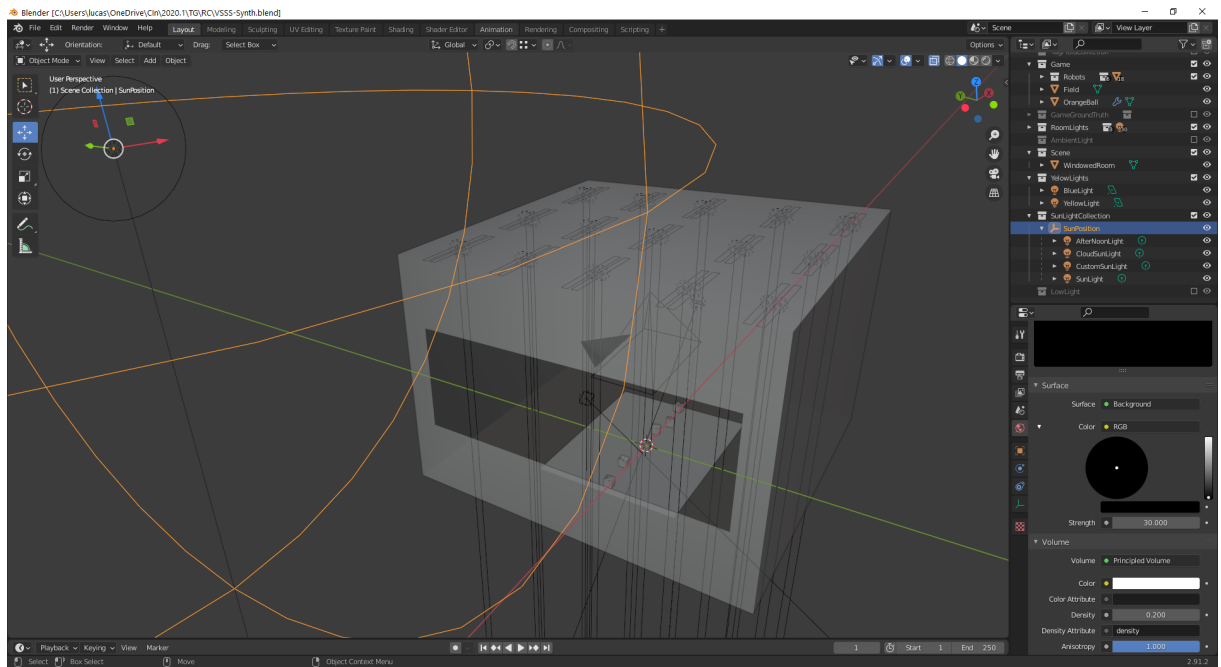 Blender [C:\Users\lucas\OneDrive\CIn\2020.1\TG\RC\VSSS-Synth.blend]
File Edit Render Window Help Layout Modeling Sculpting UV Editing Texture Paint Shading Shader Editor Animation Rendering Compositing Scripting + Scene View Layer
Orientation: Default Drag: Select Box Global Options
Object Mode View Select Add Object
User Perspective
(1) Scene Collection | SunPosition
Z
Y
X
Game
Robots
Field
OrangeBall
GameGroundTruth
RoomLights
AmbientLight
Scene
WindowedRoom
YelowLights
BlueLight
YellowLight
SunLightCollection
SunPosition
AfterNoonLight
CloudSunLight
CustomSunLight
SunLight
LowLight
Surface
Surface Background
Color RGB
Strength 30.000
Volume
Volume Principled Volume
Color
Color Attribute
Density 0.200
Density Attribute density
Anisotropy 1.000
Playback Keying View Marker 1 Start 1 End 250
Select Box Select Move Object Context Menu 2.91.2